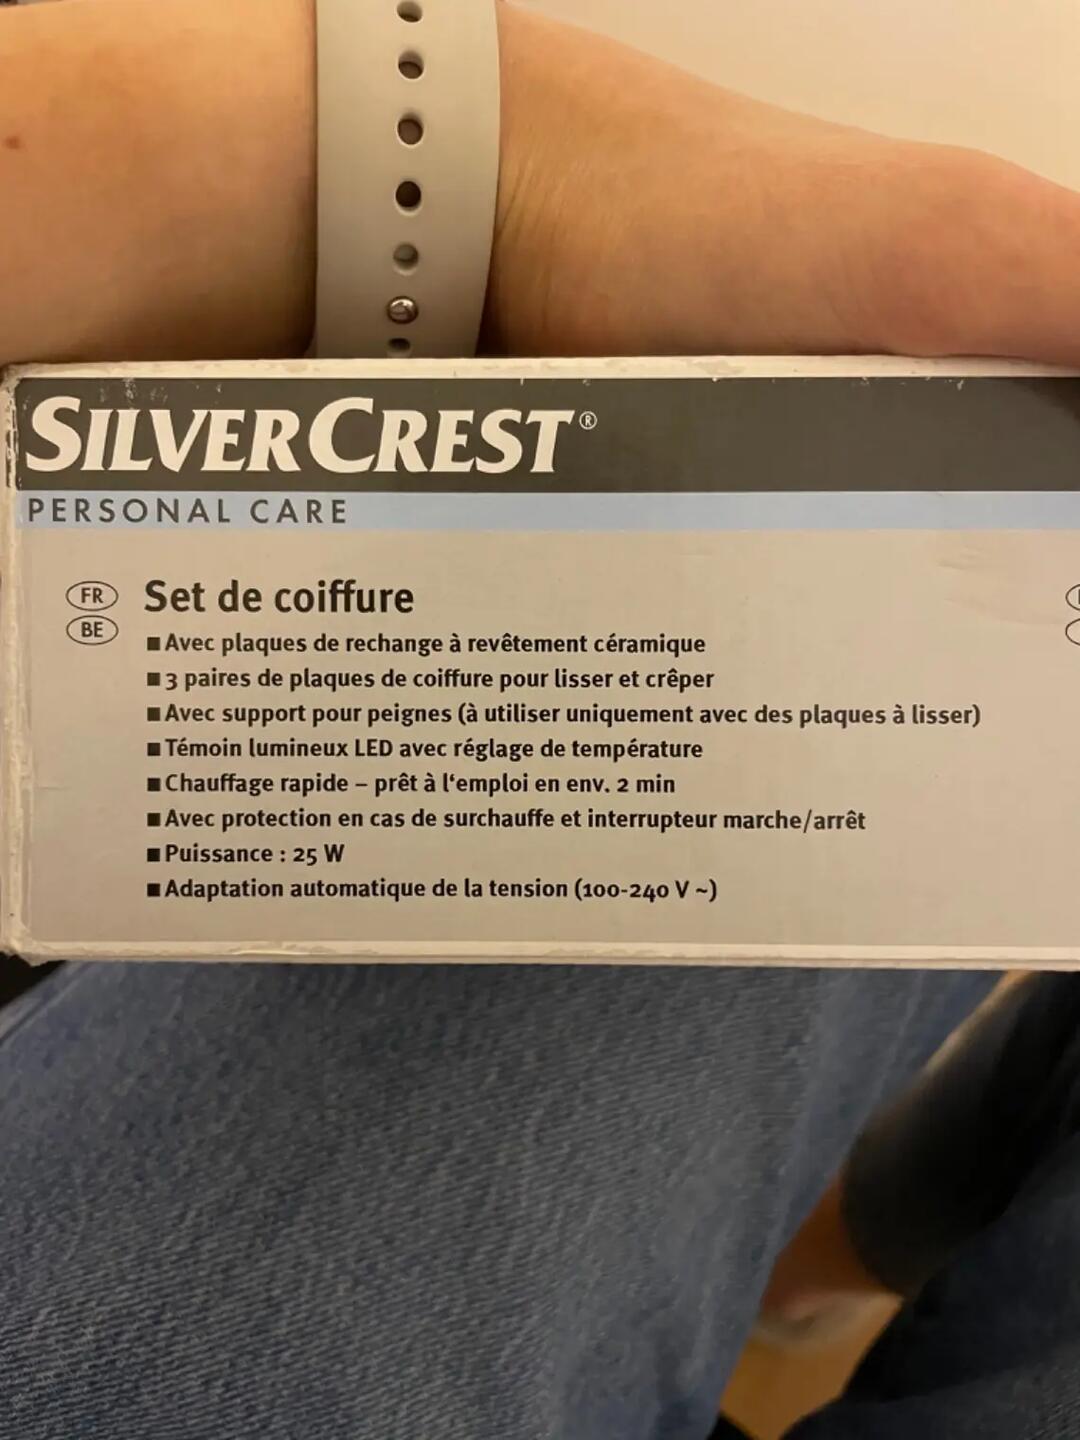 SILVERCREST®
PERSONAL CARE
FR
BE
Set de coiffure
■ Avec plaques de rechange à revêtement céramique
■ 3 paires de plaques de coiffure pour lisser et crêper
■ Avec support pour peignes (à utiliser uniquement avec des plaques à lisser)
■ Témoin lumineux LED avec réglage de température
■ Chauffage rapide – prêt à l‘emploi en env. 2 min
■ Avec protection en cas de surchauffe et interrupteur marche/arrêt
■ Puissance : 25 W
■ Adaptation automatique de la tension (100-240 V ~)